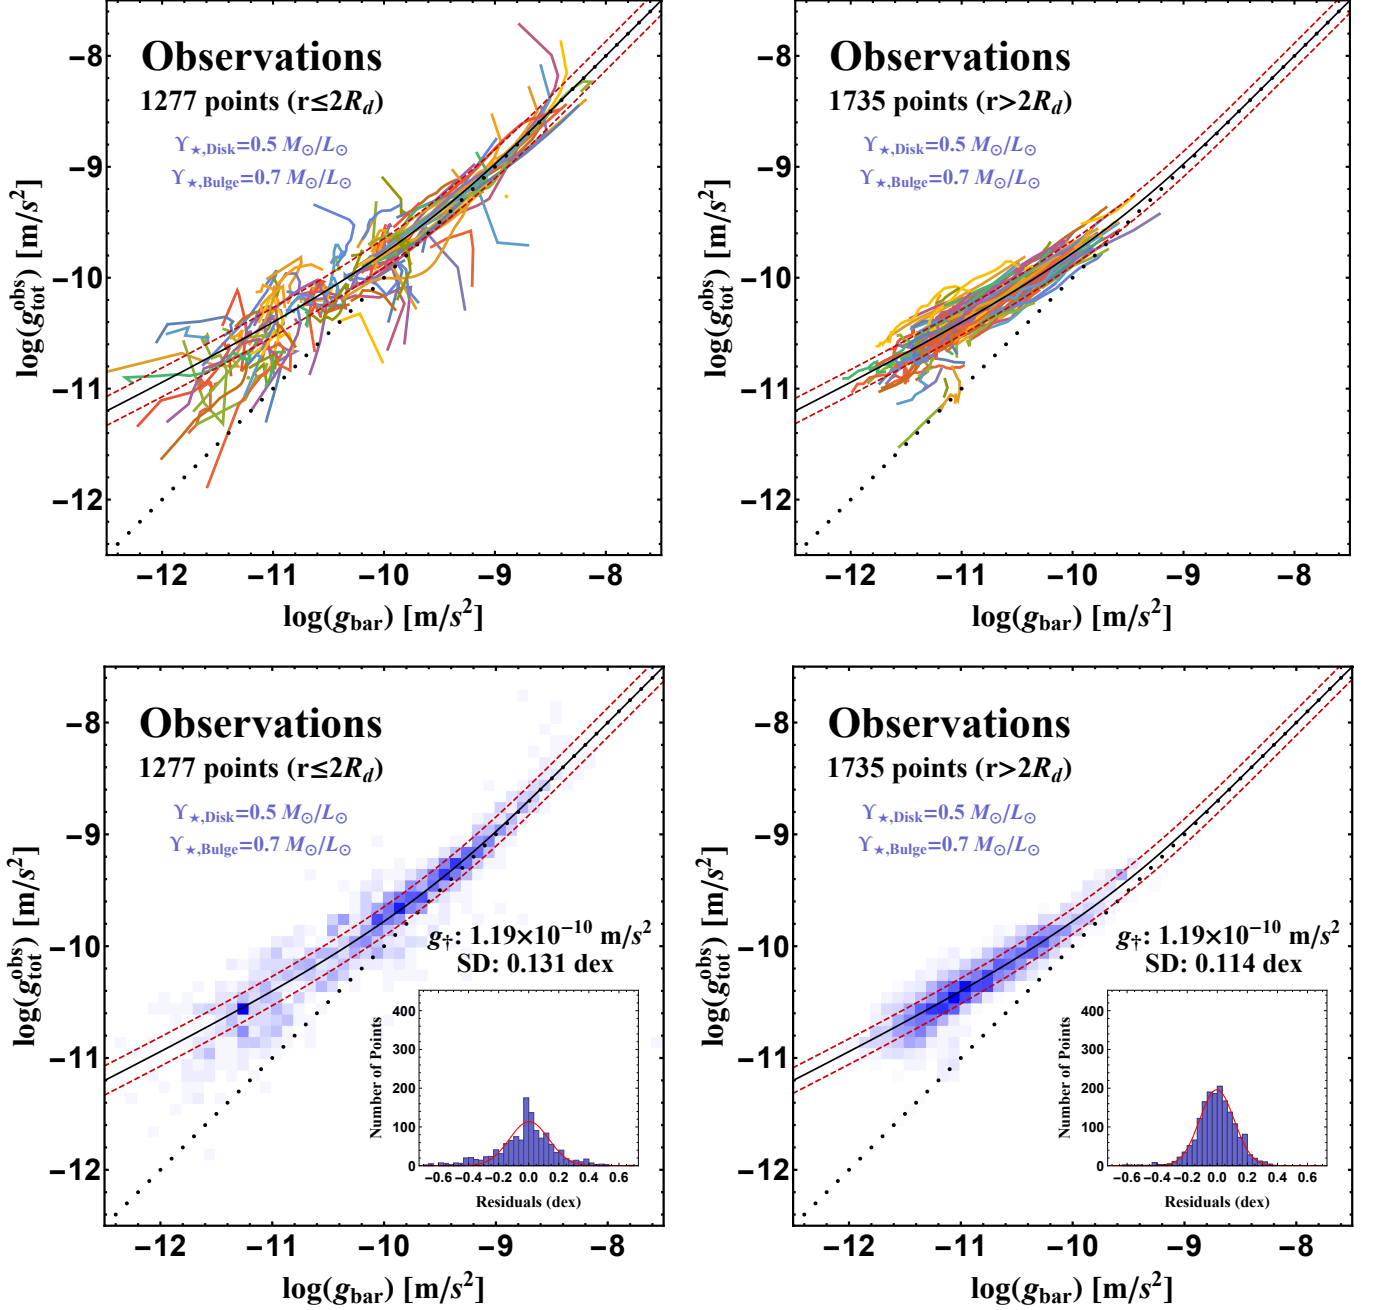 Observations
1277 points (r≤2R_d)
ϒ⋆,Disk=0.5 M⊙/L⊙
ϒ⋆,Bulge=0.7 M⊙/L⊙
−8
−9
−10
−11
−12
log(g_tot^obs) [m/s²]
−12 −11 −10 −9 −8
log(g_bar) [m/s²]
Observations
1735 points (r>2R_d)
ϒ⋆,Disk=0.5 M⊙/L⊙
ϒ⋆,Bulge=0.7 M⊙/L⊙
−8
−9
−10
−11
−12
log(g_tot^obs) [m/s²]
−12 −11 −10 −9 −8
log(g_bar) [m/s²]
Observations
1277 points (r≤2R_d)
ϒ⋆,Disk=0.5 M⊙/L⊙
ϒ⋆,Bulge=0.7 M⊙/L⊙
g†: 1.19×10⁻¹⁰ m/s²
SD: 0.131 dex
400
300
200
100
0
Number of Points
−0.6 −0.4 −0.2 0.0 0.2 0.4 0.6
Residuals (dex)
−8
−9
−10
−11
−12
log(g_tot^obs) [m/s²]
−12 −11 −10 −9 −8
log(g_bar) [m/s²]
Observations
1735 points (r>2R_d)
ϒ⋆,Disk=0.5 M⊙/L⊙
ϒ⋆,Bulge=0.7 M⊙/L⊙
g†: 1.19×10⁻¹⁰ m/s²
SD: 0.114 dex
400
300
200
100
0
Number of Points
−0.6 −0.4 −0.2 0.0 0.2 0.4 0.6
Residuals (dex)
−8
−9
−10
−11
−12
log(g_tot^obs) [m/s²]
−12 −11 −10 −9 −8
log(g_bar) [m/s²]